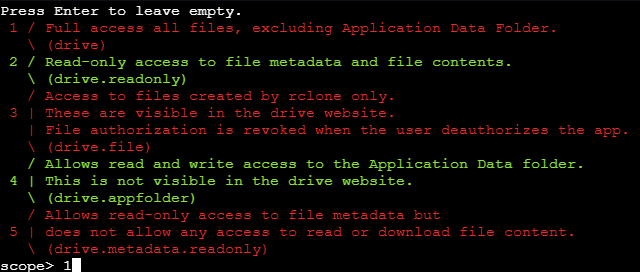 Press Enter to leave empty.
1 / Full access all files, excluding Application Data Folder.
\ (drive)
2 / Read-only access to file metadata and file contents.
\ (drive.readonly)
/ Access to files created by rclone only.
3 | These are visible in the drive website.
| File authorization is revoked when the user deauthorizes the app.
\ (drive.file)
/ Allows read and write access to the Application Data folder.
4 | This is not visible in the drive website.
\ (drive.appfolder)
/ Allows read-only access to file metadata but
5 | does not allow any access to read or download file content.
\ (drive.metadata.readonly)
scope> 1